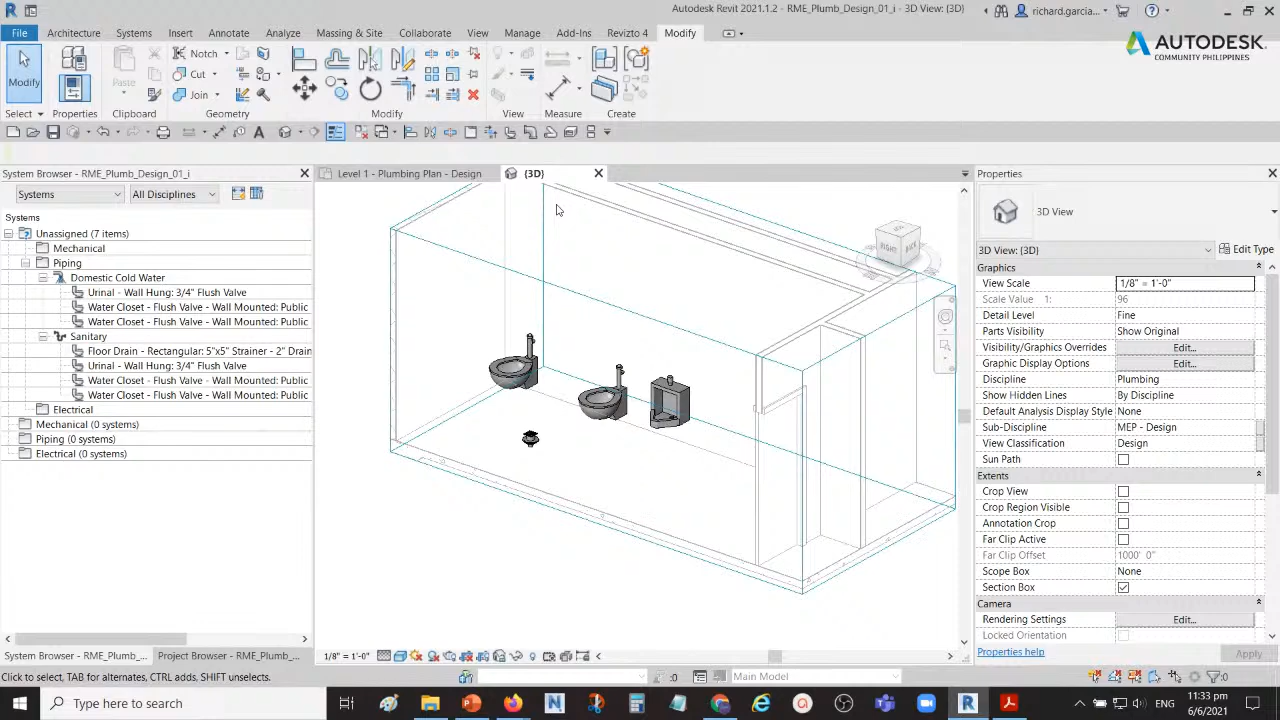 Autodesk Revit 2021.1.2 - RME_Plumb_Design_01_i - 3D View: {3D}
richard.garcia...
File
Architecture
Systems
Insert
Annotate
Analyze
Massing & Site
Collaborate
View
Manage
Add-Ins
Revizto 4
Modify
AUTODESK
COMMUNITY PHILIPPINES
Modify
Paste
Notch
Cut
Join
Select
Properties
Clipboard
Geometry
Modify
View
Measure
Create
System Browser - RME_Plumb_Design_01_i
Systems
All Disciplines
Systems
Unassigned (7 items)
Mechanical
Piping
Domestic Cold Water
Urinal - Wall Hung: 3/4" Flush Valve
Water Closet - Flush Valve - Wall Mounted: Public
Water Closet - Flush Valve - Wall Mounted: Public
Sanitary
Floor Drain - Rectangular: 5"x5" Strainer - 2" Drain
Urinal - Wall Hung: 3/4" Flush Valve
Water Closet - Flush Valve - Wall Mounted: Public
Water Closet - Flush Valve - Wall Mounted: Public
Electrical
Mechanical (0 systems)
Piping (0 systems)
Electrical (0 systems)
System Browser - RME_Plumb_...
Project Browser - RME_Plumb_...
Level 1 - Plumbing Plan - Design
{3D}
RIGHT
BACK
1/8" = 1'-0"
Properties
3D View
3D View: {3D}
Edit Type
Graphics
View Scale 1/8" = 1'-0"
Scale Value 1: 96
Detail Level Fine
Parts Visibility Show Original
Visibility/Graphics Overrides Edit...
Graphic Display Options Edit...
Discipline Plumbing
Show Hidden Lines By Discipline
Default Analysis Display Style None
Sub-Discipline MEP - Design
View Classification Design
Sun Path
Extents
Crop View
Crop Region Visible
Annotation Crop
Far Clip Active
Far Clip Offset 1000' 0"
Scope Box None
Section Box
Camera
Rendering Settings Edit...
Locked Orientation
Properties help
Apply
Click to select, TAB for alternates, CTRL adds, SHIFT unselects.
:0
Main Model
:0
Type here to search
ENG
11:33 pm
6/6/2021